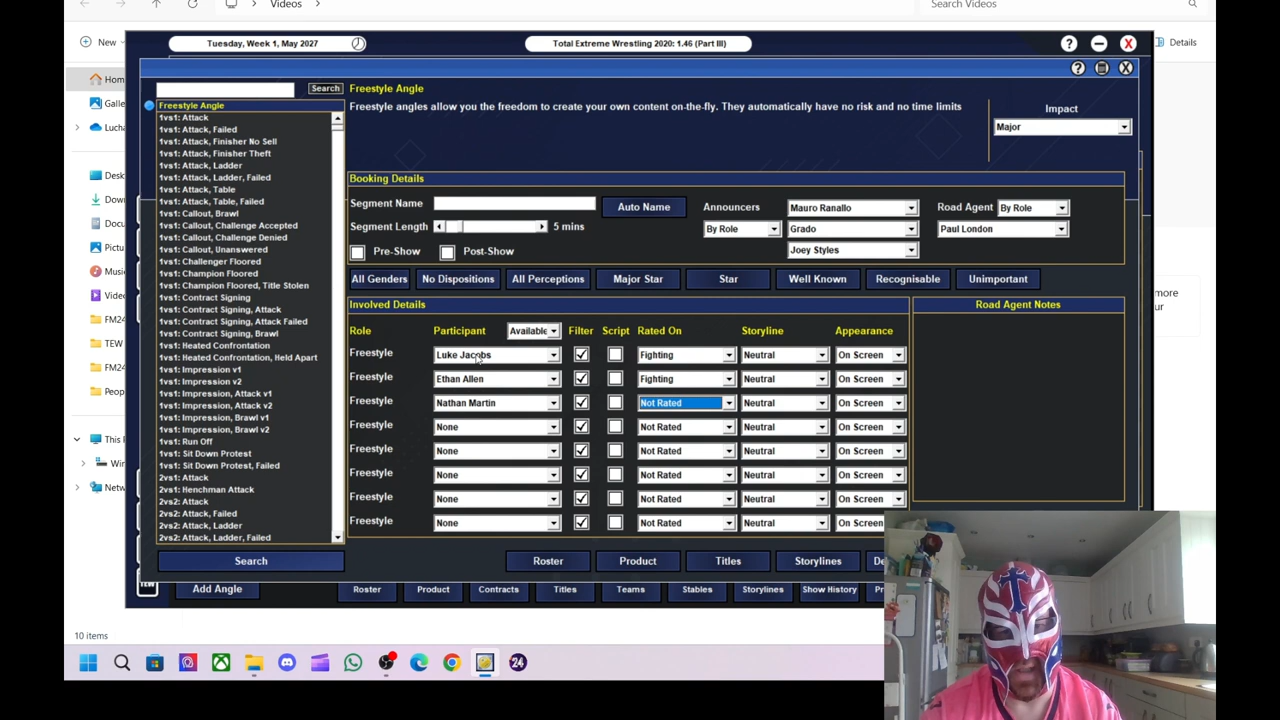 Videos
Search Videos
New
Details
Tuesday, Week 1, May 2027
Total Extreme Wrestling 2020: 1.46 (Part III)
Home
Search
Freestyle Angle
Freestyle angles allow you the freedom to create your own content on-the-fly. They automatically have no risk and no time limits
Impact
Major
Freestyle Angle
1vs1: Attack
1vs1: Attack, Failed
1vs1: Attack, Finisher No Sell
1vs1: Attack, Finisher Theft
1vs1: Attack, Ladder
1vs1: Attack, Ladder, Failed
1vs1: Attack, Table
1vs1: Attack, Table, Failed
1vs1: Callout, Brawl
1vs1: Callout, Challenge Accepted
1vs1: Callout, Challenge Denied
1vs1: Callout, Unanswered
1vs1: Challenger Floored
1vs1: Champion Floored
1vs1: Champion Floored, Title Stolen
1vs1: Contract Signing
1vs1: Contract Signing, Attack
1vs1: Contract Signing, Attack Failed
1vs1: Contract Signing, Brawl
1vs1: Heated Confrontation
1vs1: Heated Confrontation, Held Apart
1vs1: Impression v1
1vs1: Impression v2
1vs1: Impression, Attack v1
1vs1: Impression, Attack v2
1vs1: Impression, Brawl v1
1vs1: Impression, Brawl v2
1vs1: Run Off
1vs1: Sit Down Protest
1vs1: Sit Down Protest, Failed
2vs1: Attack
2vs1: Henchman Attack
2vs2: Attack
2vs2: Attack, Failed
2vs2: Attack, Ladder
2vs2: Attack, Ladder, Failed
Search
Booking Details
Segment Name
Auto Name
Announcers
Mauro Ranallo
Road Agent
By Role
Segment Length
5 mins
By Role
Grado
Paul London
Pre-Show
Post-Show
Joey Styles
All Genders
No Dispositions
All Perceptions
Major Star
Star
Well Known
Recognisable
Unimportant
Involved Details
Road Agent Notes
Role Participant Available Filter Script Rated On Storyline Appearance
Freestyle Luke Jacobs Fighting Neutral On Screen
Freestyle Ethan Allen Fighting Neutral On Screen
Freestyle Nathan Martin Not Rated Neutral On Screen
Freestyle None Not Rated Neutral On Screen
Freestyle None Not Rated Neutral On Screen
Freestyle None Not Rated Neutral On Screen
Freestyle None Not Rated Neutral On Screen
Freestyle None Not Rated Neutral On Screen
Roster
Product
Titles
Storylines
TEW
Add Angle
Roster
Product
Contracts
Titles
Teams
Stables
Storylines
Show History
more
10 items
24